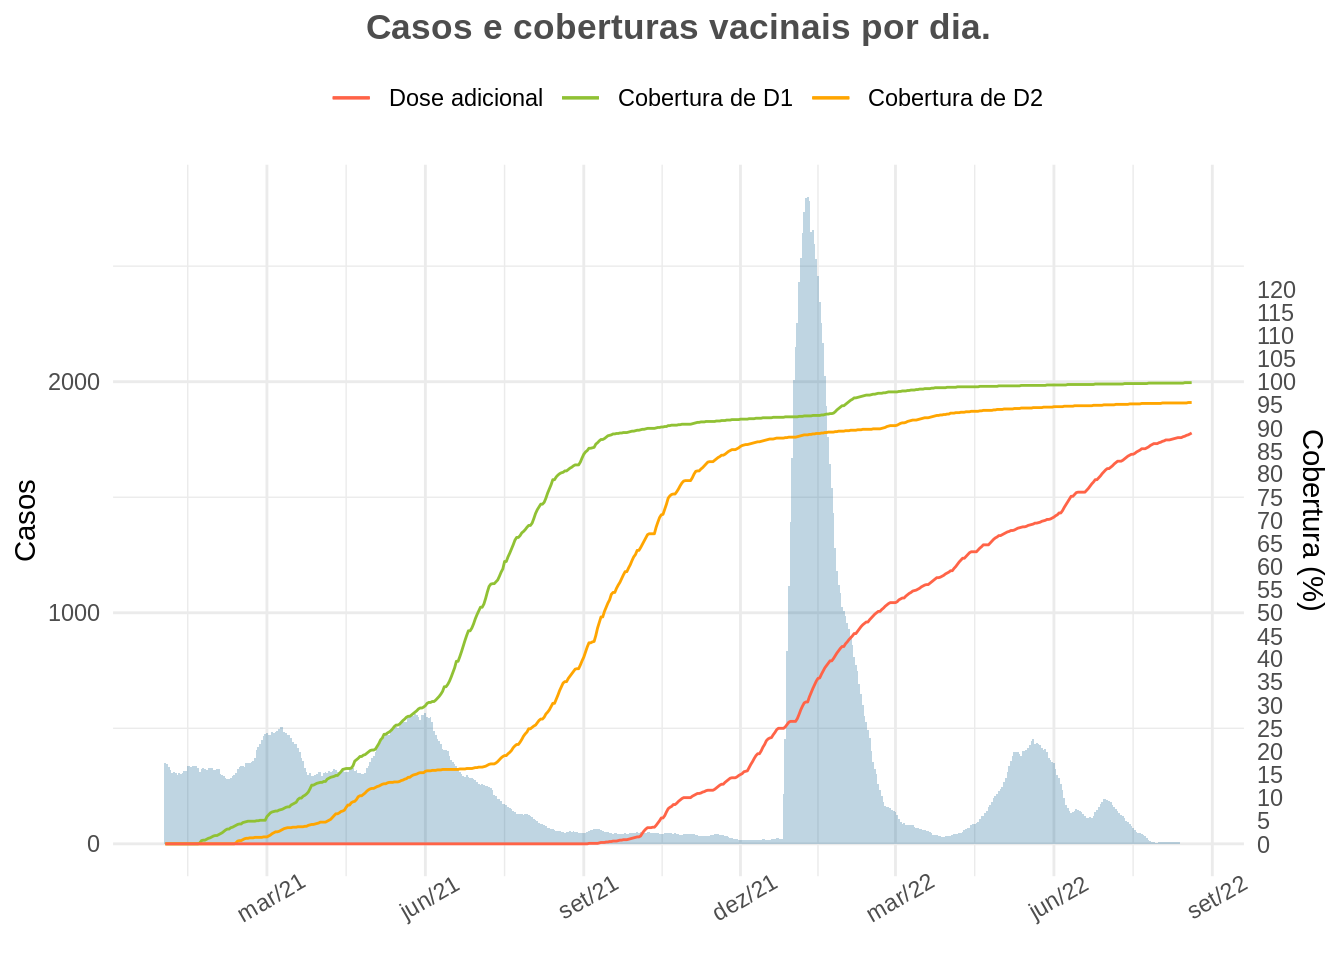 Casos e coberturas vacinais por dia.
Dose adicional
Cobertura de D1
Cobertura de D2
Casos
2000
1000
0
120
115
110
105
100
95
90
85
80
75
70
65
60
55
50
45
40
35
30
25
20
15
10
5
0
Cobertura (%)
mar/21
jun/21
set/21
dez/21
mar/22
jun/22
set/22